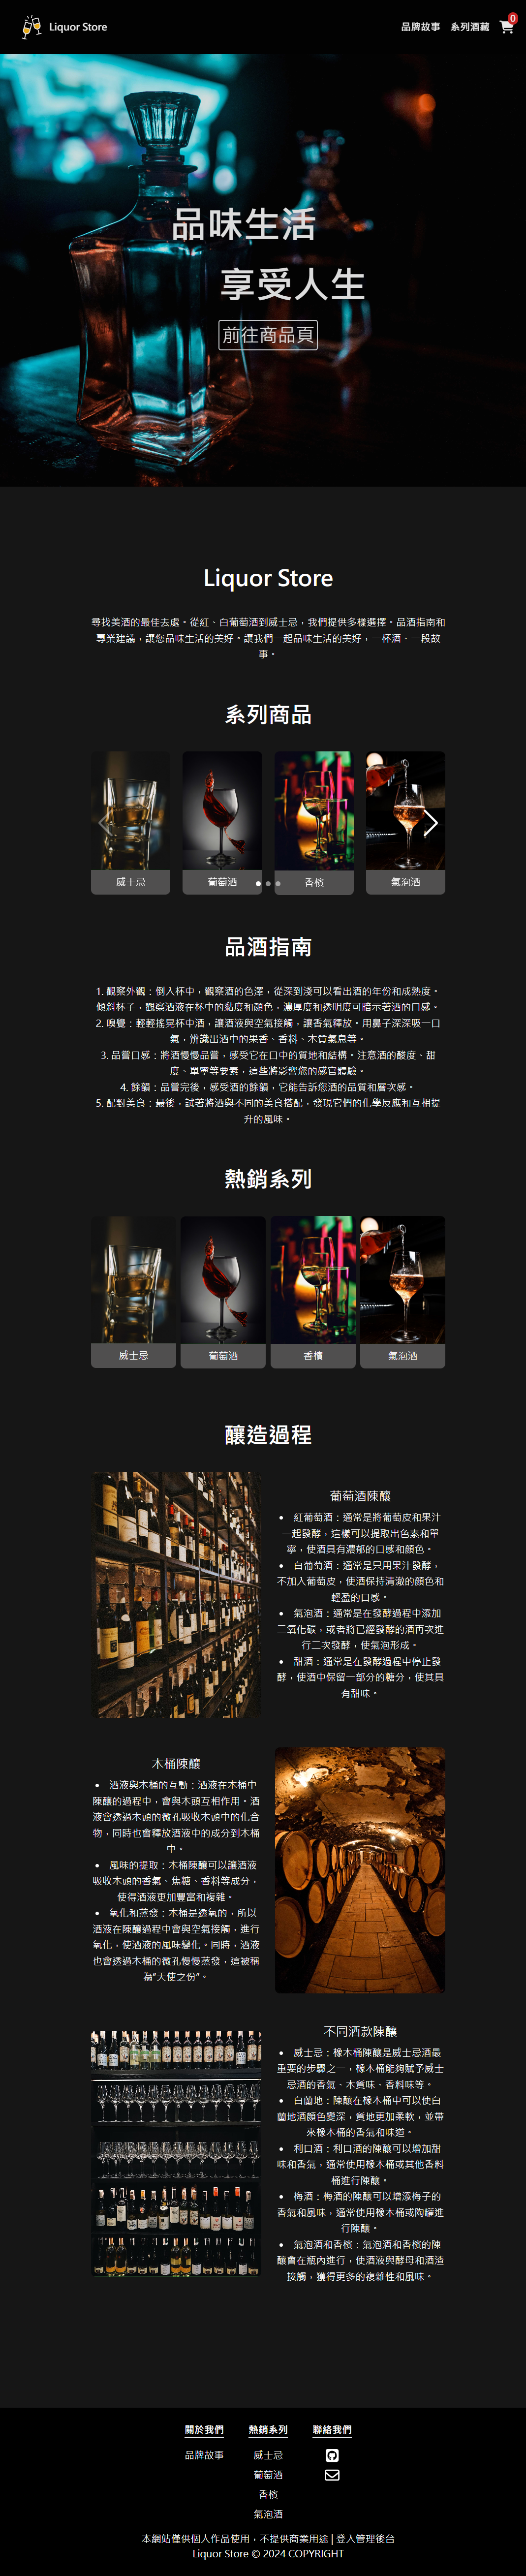 Liquor Store
品牌故事 系列酒藏 0
品味生活
享受人生
前往商品頁
Liquor Store
尋找美酒的最佳去處。從紅、白葡萄酒到威士忌，我們提供多樣選擇。品酒指南和
專業建議，讓您品味生活的美好。讓我們一起品味生活的美好，一杯酒、一段故
事。
系列商品
威士忌 葡萄酒 香檳 氣泡酒
品酒指南
1. 觀察外觀：倒入杯中，觀察酒的色澤，從深到淺可以看出酒的年份和成熟度。
傾斜杯子，觀察酒液在杯中的黏度和顏色，濃厚度和透明度可暗示著酒的口感。
2. 嗅覺：輕輕搖晃杯中酒，讓酒液與空氣接觸，讓香氣釋放。用鼻子深深吸一口
氣，辨識出酒中的果香、香料、木質氣息等。
3. 品嘗口感：將酒慢慢品嘗，感受它在口中的質地和結構。注意酒的酸度、甜
度、單寧等要素，這些將影響您的感官體驗。
4. 餘韻：品嘗完後，感受酒的餘韻，它能告訴您酒的品質和層次感。
5. 配對美食：最後，試著將酒與不同的美食搭配，發現它們的化學反應和互相提
升的風味。
熱銷系列
威士忌 葡萄酒 香檳 氣泡酒
釀造過程
葡萄酒陳釀
• 紅葡萄酒：通常是將葡萄皮和果汁
一起發酵，這樣可以提取出色素和單
寧，使酒具有濃郁的口感和顏色。
• 白葡萄酒：通常是只用果汁發酵，
不加入葡萄皮，使酒保持清澈的顏色和
輕盈的口感。
• 氣泡酒：通常是在發酵過程中添加
二氧化碳，或者將已經發酵的酒再次進
行二次發酵，使氣泡形成。
• 甜酒：通常是在發酵過程中停止發
酵，使酒中保留一部分的糖分，使其具
有甜味。
木桶陳釀
• 酒液與木桶的互動：酒液在木桶中
陳釀的過程中，會與木頭互相作用。酒
液會透過木頭的微孔吸收木頭中的化合
物，同時也會釋放酒液中的成分到木桶
中。
• 風味的提取：木桶陳釀可以讓酒液
吸收木頭的香氣、焦糖、香料等成分，
使得酒液更加豐富和複雜。
• 氧化和蒸發：木桶是透氧的，所以
酒液在陳釀過程中會與空氣接觸，進行
氧化，使酒液的風味變化。同時，酒液
也會透過木桶的微孔慢慢蒸發，這被稱
為"天使之份"。
不同酒款陳釀
• 威士忌：橡木桶陳釀是威士忌酒最
重要的步驟之一，橡木桶能夠賦予威士
忌酒的香氣、木質味、香料味等。
• 白蘭地：陳釀在橡木桶中可以使白
蘭地酒顏色變深，質地更加柔軟，並帶
來橡木桶的香氣和味道。
• 利口酒：利口酒的陳釀可以增加甜
味和香氣，通常使用橡木桶或其他香料
桶進行陳釀。
• 梅酒：梅酒的陳釀可以增添梅子的
香氣和風味，通常使用橡木桶或陶罐進
行陳釀。
• 氣泡酒和香檳：氣泡酒和香檳的陳
釀會在瓶內進行，使酒液與酵母和酒渣
接觸，獲得更多的複雜性和風味。
關於我們 熱銷系列 聯絡我們
品牌故事 威士忌
葡萄酒
香檳
氣泡酒
本網站僅供個人作品使用，不提供商業用途 | 登入管理後台
Liquor Store © 2024 COPYRIGHT